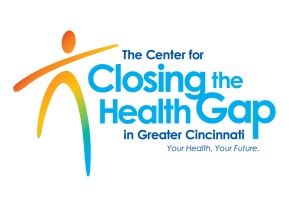 The Center for
Closing the
Health Gap
in Greater Cincinnati
Your Health, Your Future.